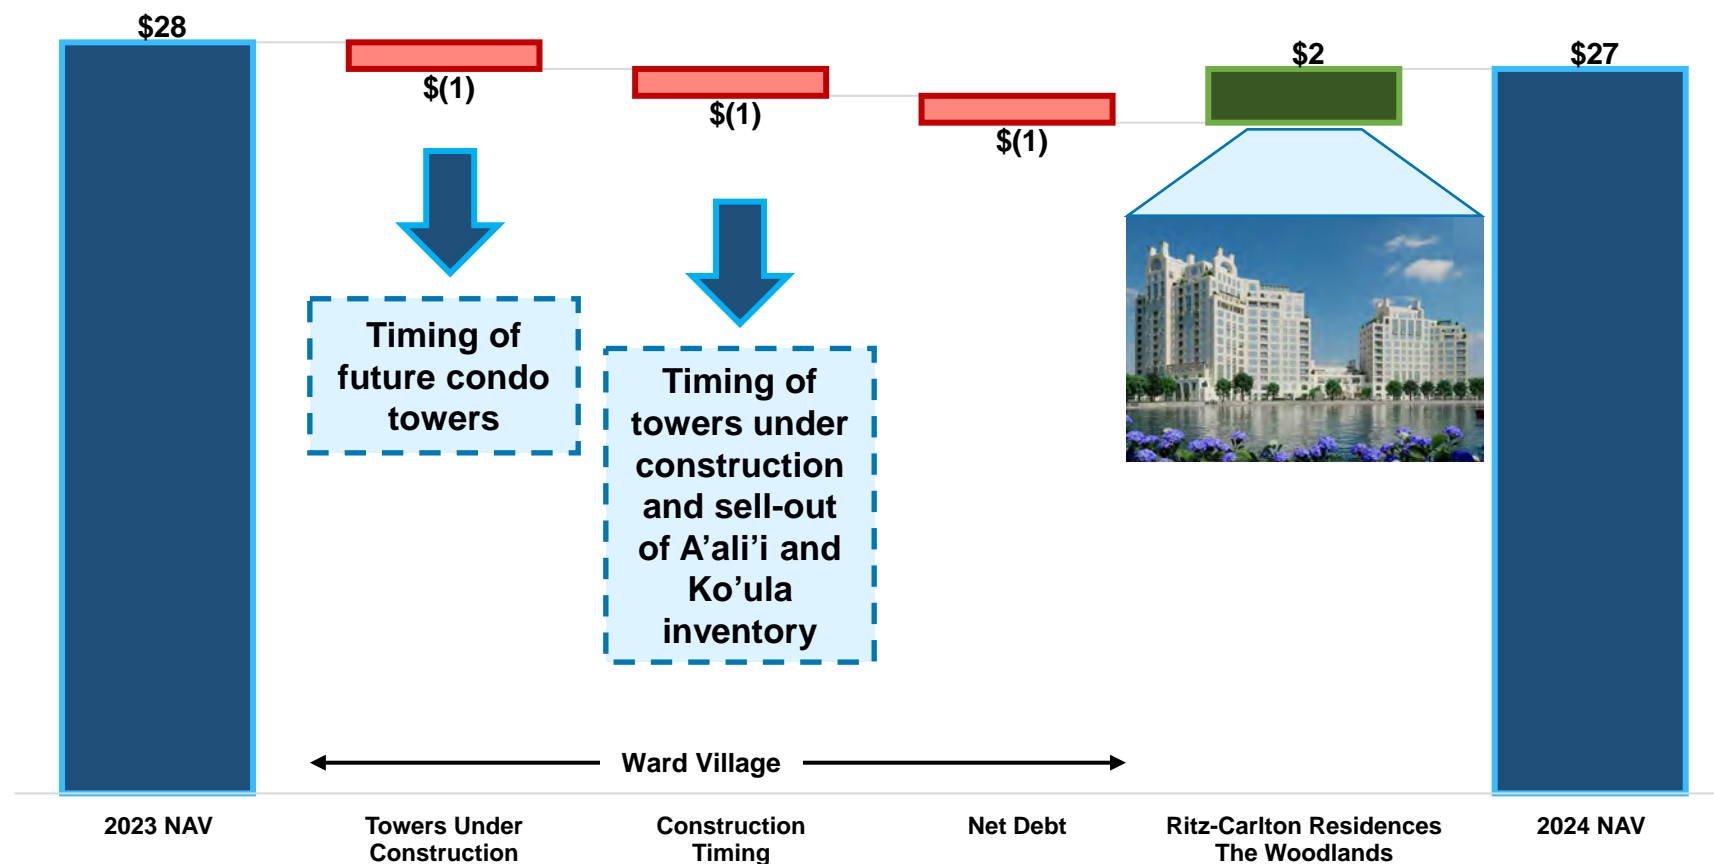 $28
$(1)
$(1)
$(1)
$2
$27
Timing of
future condo
towers
Timing of
towers under
construction
and sell-out
of A’ali’i and
Ko’ula
inventory
Ward Village
2023 NAV
Towers Under
Construction
Construction
Timing
Net Debt
Ritz-Carlton Residences
The Woodlands
2024 NAV